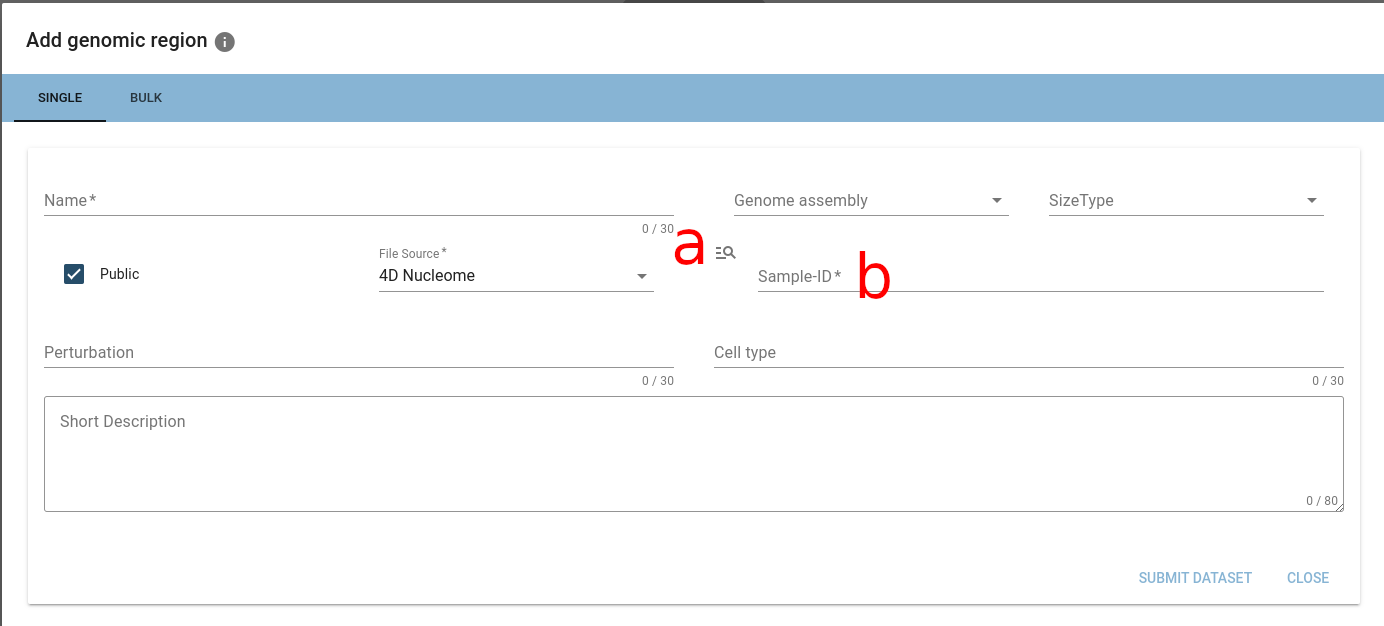 Add genomic region
SINGLE BULK
Name * Genome assembly SizeType
0 / 30
a
File Source *
4D Nucleome
Public
Sample-ID *
b
Perturbation Cell type
0 / 30 0 / 30
Short Description
0 / 80
SUBMIT DATASET CLOSE